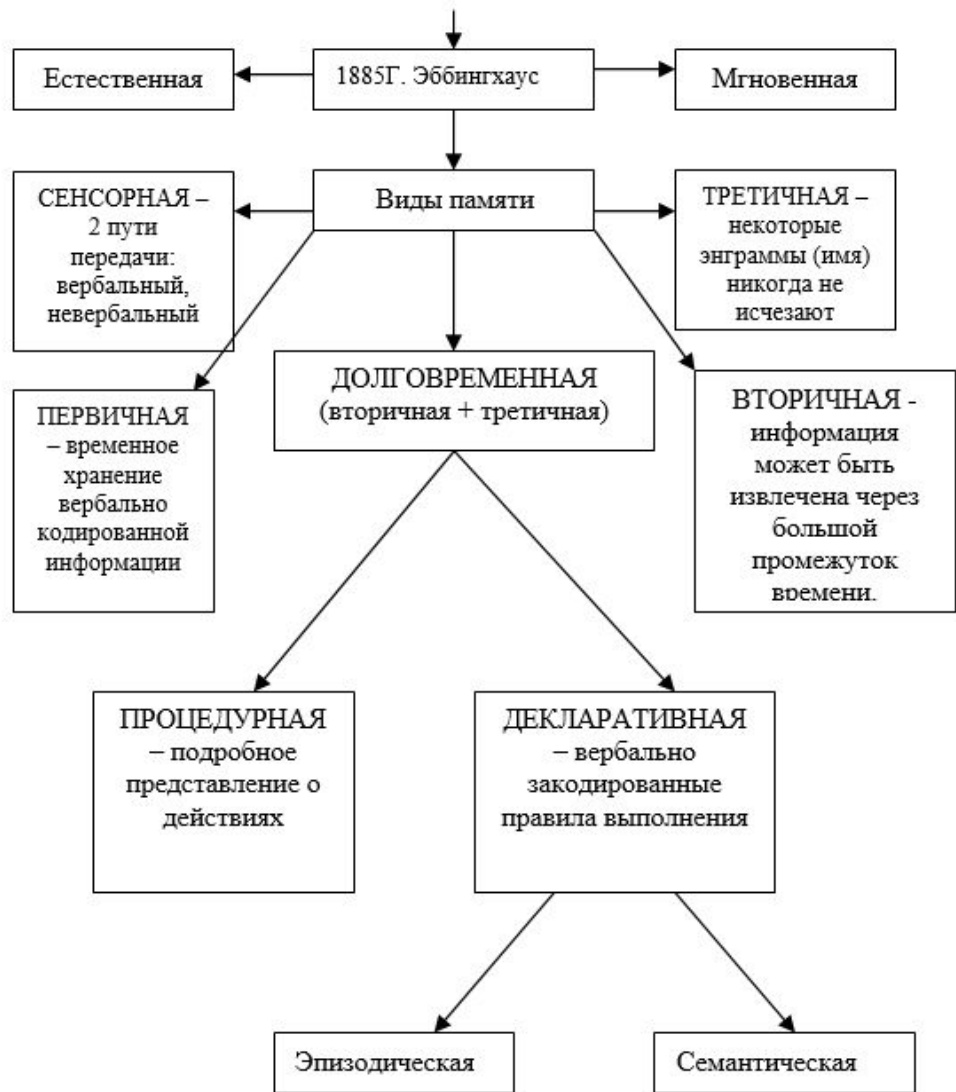 Естественная
1885Г. Эббингхаус
Мгновенная
СЕНСОРНАЯ –
2 пути
передачи:
вербальный,
невербальный
Виды памяти
ТРЕТИЧНАЯ –
некоторые
энграммы (имя)
никогда не
исчезают
ПЕРВИЧНАЯ
– временное
хранение
вербально
кодированной
информации
ДОЛГОВРЕМЕННАЯ
(вторичная + третичная)
ВТОРИЧНАЯ -
информация
может быть
извлечена через
большой
промежуток
времени.
ПРОЦЕДУРНАЯ
– подробное
представление о
действиях
ДЕКЛАРАТИВНАЯ
– вербально
закодированные
правила выполнения
Эпизодическая
Семантическая